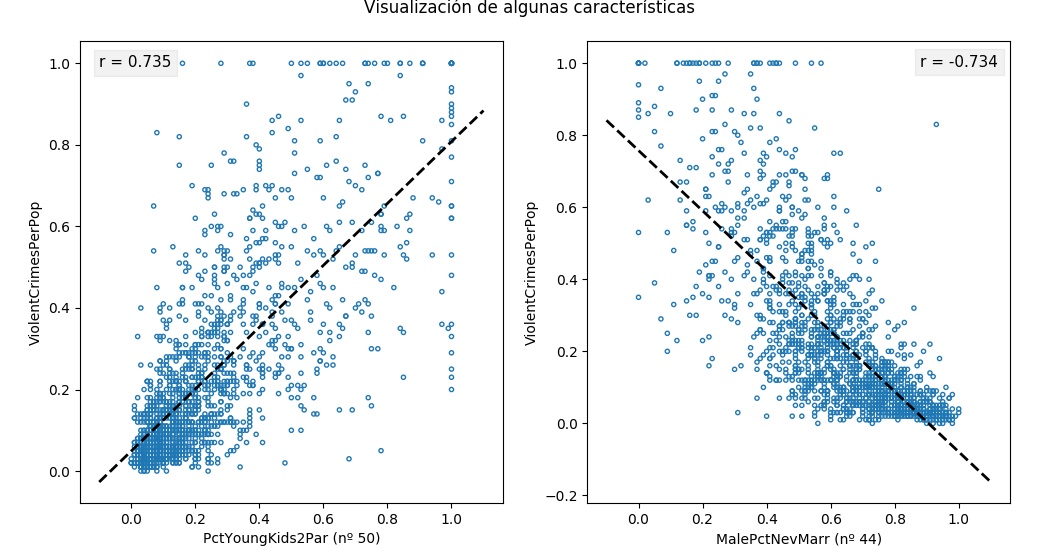 Visualización de algunas características
r = 0.735
ViolentCrimesPerPop
1.0
0.8
0.6
0.4
0.2
0.0
0.0 0.2 0.4 0.6 0.8 1.0
PctYoungKids2Par (nº 50)
r = -0.734
ViolentCrimesPerPop
1.0
0.8
0.6
0.4
0.2
0.0
−0.2
0.0 0.2 0.4 0.6 0.8 1.0
MalePctNevMarr (nº 44)